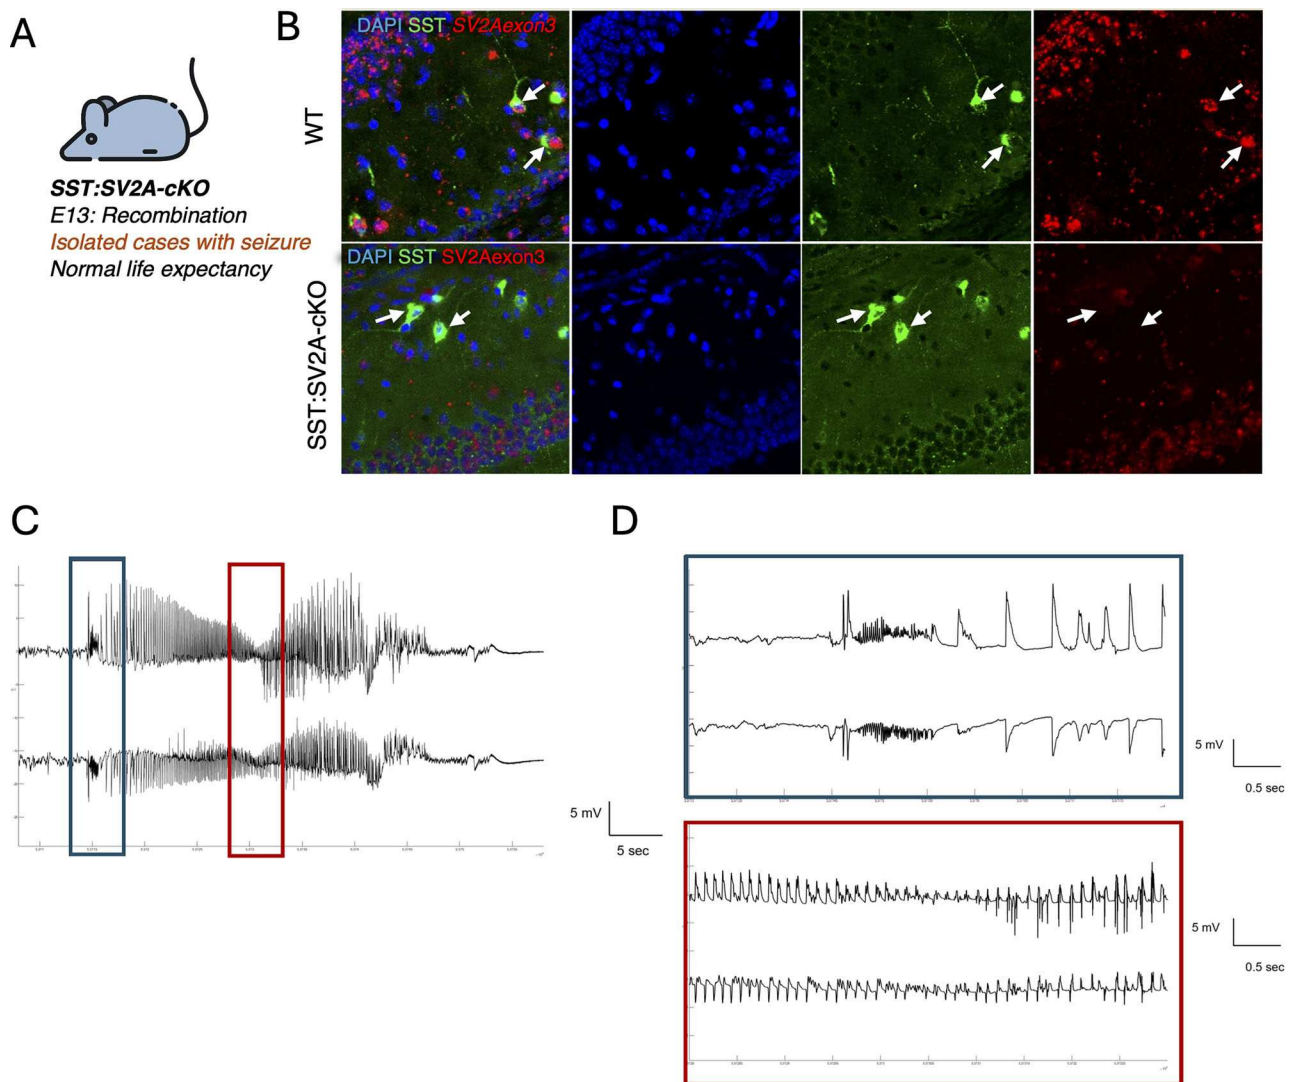 A
SST:SV2A-cKO
E13: Recombination
Isolated cases with seizure
Normal life expectancy
B
DAPI SST SV2Aexon3
WT
DAPI SST SV2Aexon3
SST:SV2A-cKO
C
5 mV
5 sec
D
5 mV
0.5 sec
5 mV
0.5 sec